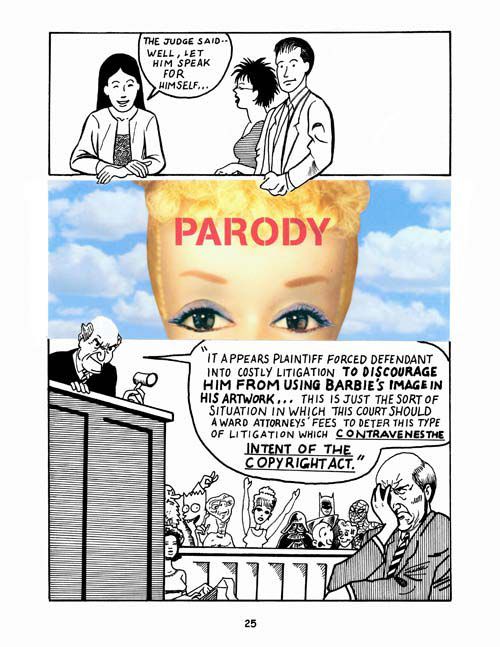 THE JUDGE SAID--
WELL, LET
HIM SPEAK
FOR
HIMSELF...
PARODY
"IT APPEARS PLAINTIFF FORCED DEFENDANT
INTO COSTLY LITIGATION TO DISCOURAGE
HIM FROM USING BARBIE'S IMAGE IN
HIS ARTWORK... THIS IS JUST THE SORT OF
SITUATION IN WHICH THIS COURT SHOULD
AWARD ATTORNEYS' FEES TO DETER THIS TYPE
OF LITIGATION WHICH CONTRAVENES THE
INTENT OF THE
COPYRIGHT ACT."
25